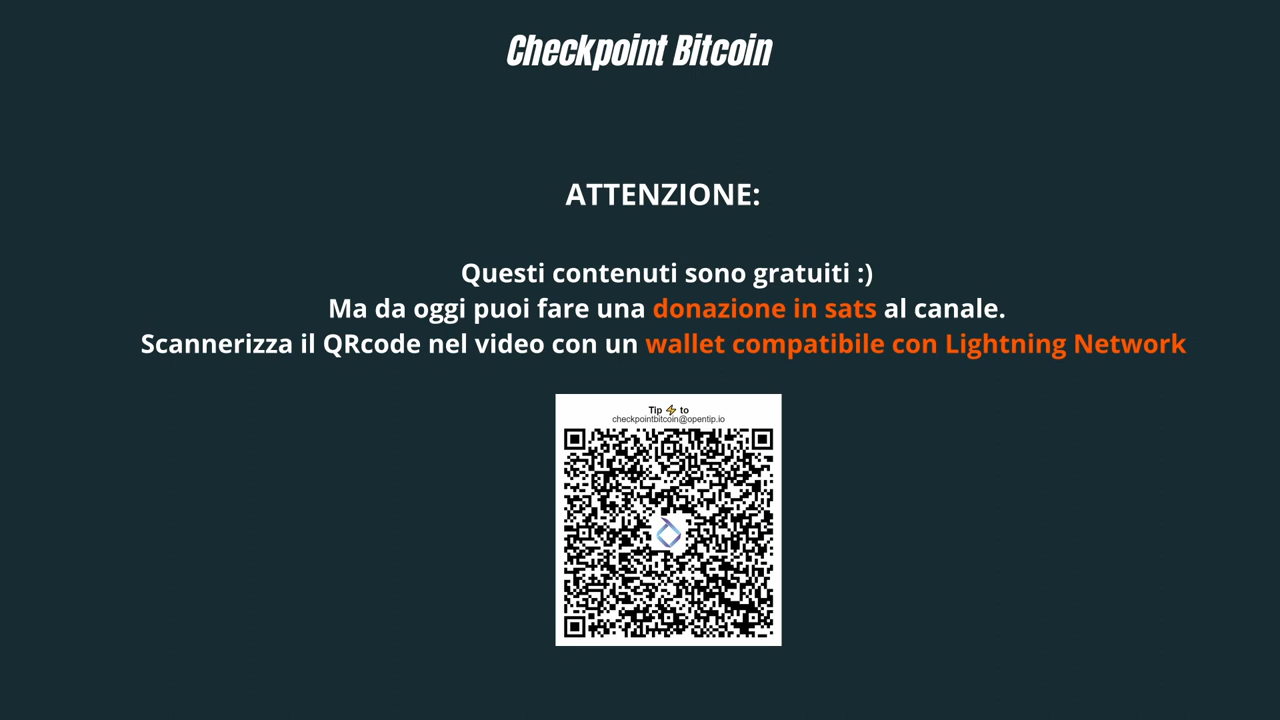 Checkpoint Bitcoin
ATTENZIONE:
Questi contenuti sono gratuiti :)
Ma da oggi puoi fare una donazione in sats al canale.
Scannerizza il QRcode nel video con un wallet compatibile con Lightning Network
Tip ⚡ to
checkpointbitcoin@opentip.io